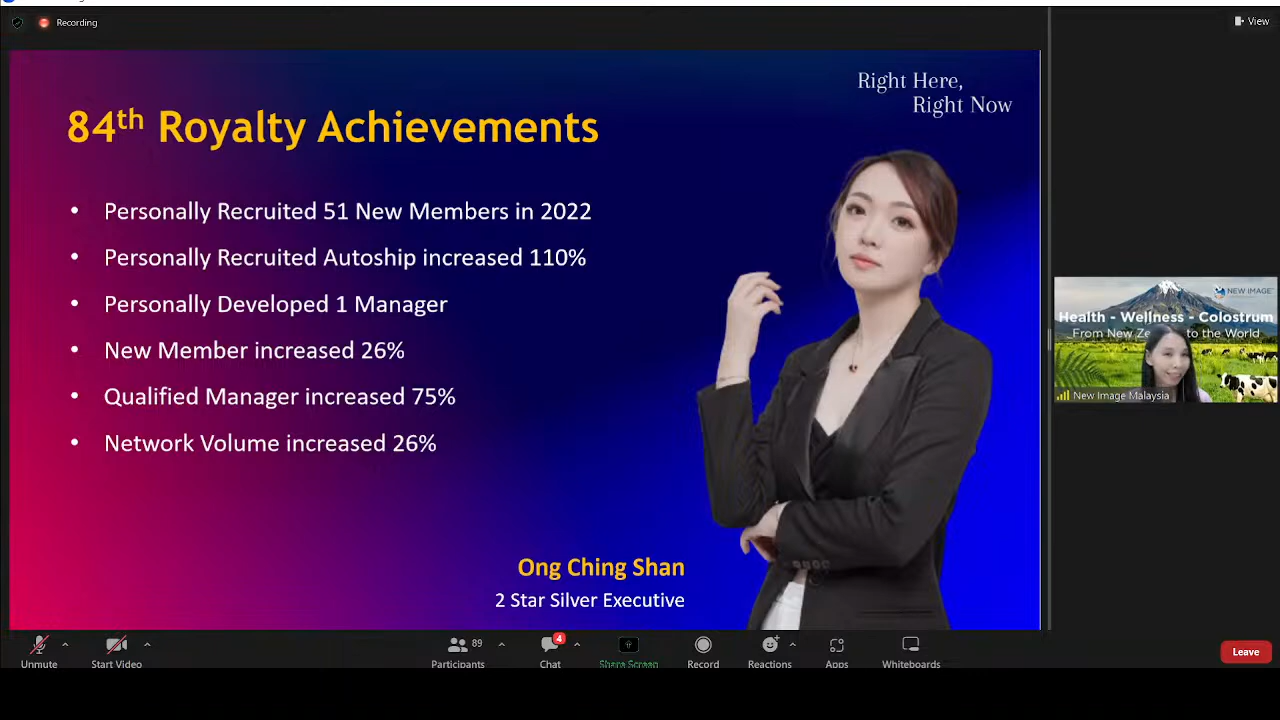 Recording
View
Right Here,
Right Now
84th Royalty Achievements
• Personally Recruited 51 New Members in 2022
• Personally Recruited Autoship increased 110%
• Personally Developed 1 Manager
• New Member increased 26%
• Qualified Manager increased 75%
• Network Volume increased 26%
Ong Ching Shan
2 Star Silver Executive
NEW IMAGE
Health - Wellness - Colostrum
From New Ze to the World
New Image Malaysia
Unmute
Start Video
89
Participants
4
Chat
Share Screen
Record
Reactions
Apps
Whiteboards
Leave